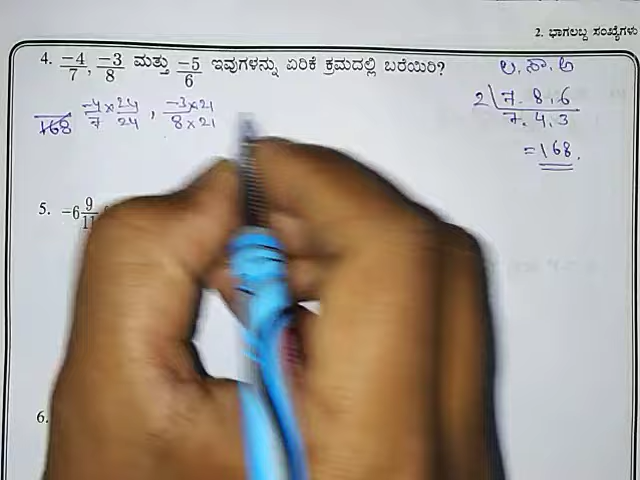 2. ಭಾಗಲಬ್ಧ ಸಂಖ್ಯೆಗಳು
4. -4/7, -3/8 ಮತ್ತು -5/6 ಇವುಗಳನ್ನು ಏರಿಕೆ ಕ್ರಮದಲ್ಲಿ ಬರೆಯಿರಿ?
ಲ. ಸಾ. ಅ
2 | 7. 8, 6
7. 4, 3
= 168.
168 -4/7 × 24/24 , -3×21/8×21
5. -6 9/11
6.